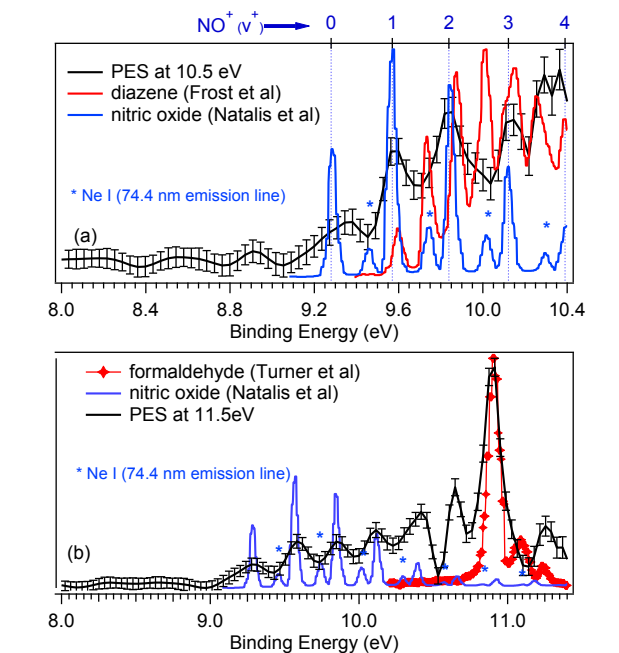 NO+ (v+)
0 1 2 3 4
PES at 10.5 eV
diazene (Frost et al)
nitric oxide (Natalis et al)
* Ne I (74.4 nm emission line)
* * * *
(a)
8.0 8.4 8.8 9.2 9.6 10.0 10.4
Binding Energy (eV)
formaldehyde (Turner et al)
nitric oxide (Natalis et al)
PES at 11.5eV
* Ne I (74.4 nm emission line)
* * * * * * *
(b)
8.0 9.0 10.0 11.0
Binding Energy (eV)